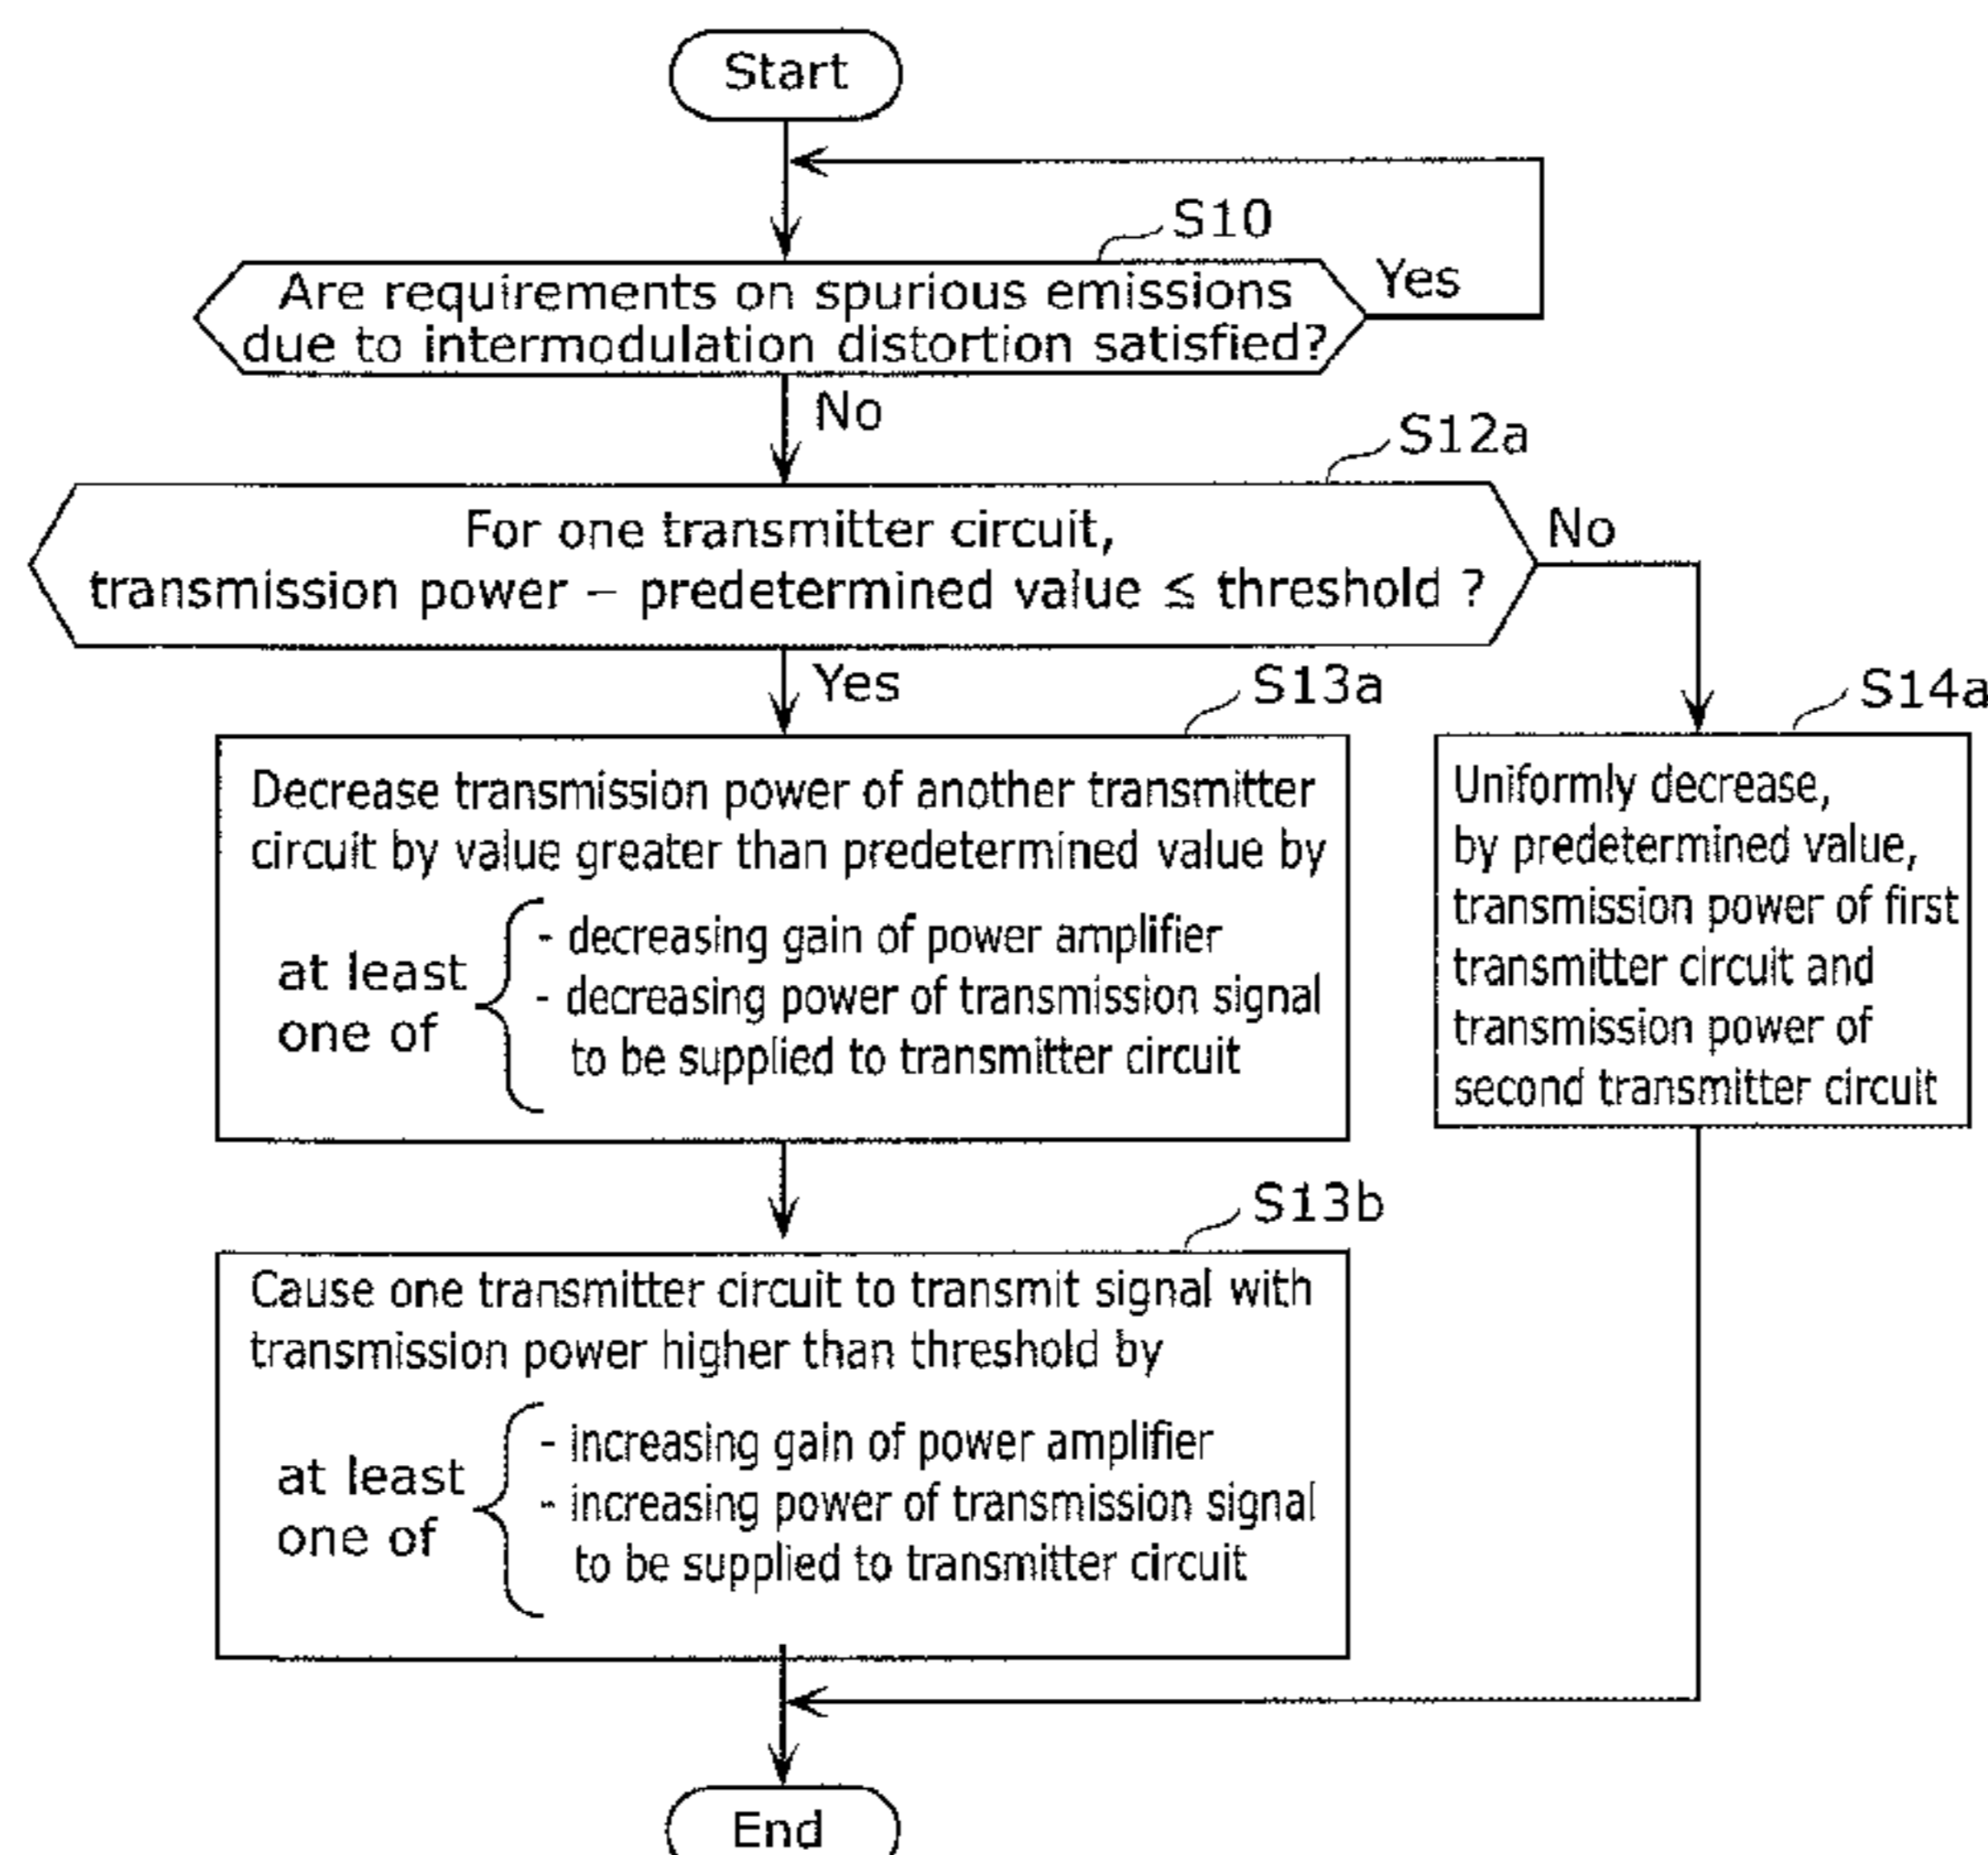 Start
S10
Are requirements on spurious emissions
due to intermodulation distortion satisfied?
Yes
No
S12a
For one transmitter circuit,
transmission power – predetermined value ≦ threshold ?
No
Yes
S13a
Decrease transmission power of another transmitter
circuit by value greater than predetermined value by
at least
one of
- decreasing gain of power amplifier
- decreasing power of transmission signal
to be supplied to transmitter circuit
S14a
Uniformly decrease,
by predetermined value,
transmission power of first
transmitter circuit and
transmission power of
second transmitter circuit
S13b
Cause one transmitter circuit to transmit signal with
transmission power higher than threshold by
at least
one of
- increasing gain of power amplifier
- increasing power of transmission signal
to be supplied to transmitter circuit
End